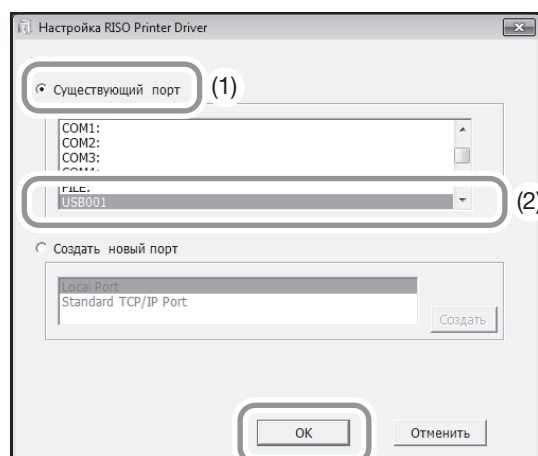 Настройка RISO Printer Driver
Существующий порт
(1)
COM1:
COM2:
COM3:
COM4:
FILE:
USB001
(2)
Создать новый порт
Local Port
Standard TCP/IP Port
Создать
OK
Отменить